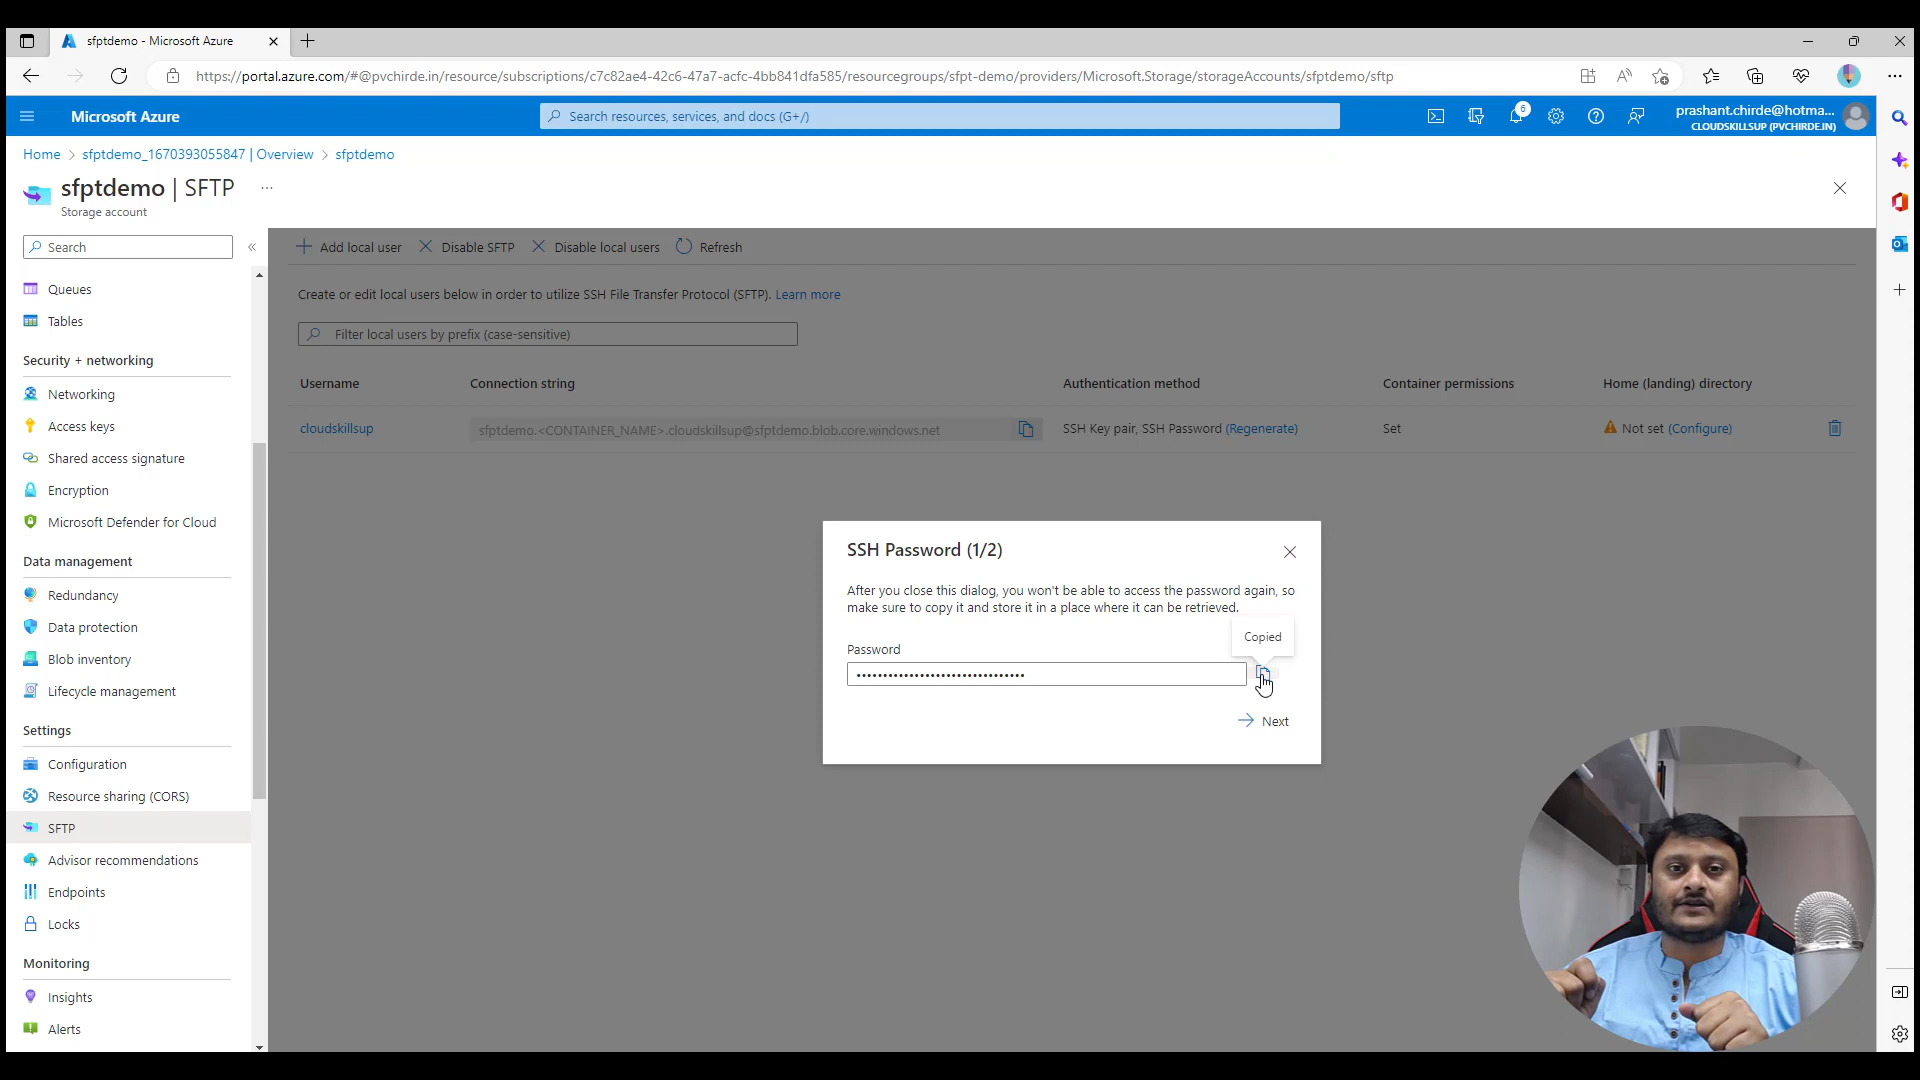 sfptdemo - Microsoft Azure
https://portal.azure.com/#@pvchirde.in/resource/subscriptions/c7c82ae4-42c6-47a7-acfc-4bb841dfa585/resourcegroups/sfpt-demo/providers/Microsoft.Storage/storageAccounts/sfptdemo/sftp
Microsoft Azure
Search resources, services, and docs (G+/)
6
prashant.chirde@hotma...
CLOUDSKILLSUP (PVCHIRDE.IN)
Home > sfptdemo_1670393055847 | Overview > sfptdemo
sfptdemo | SFTP ...
Storage account
Search
Queues
Tables
Security + networking
Networking
Access keys
Shared access signature
Encryption
Microsoft Defender for Cloud
Data management
Redundancy
Data protection
Blob inventory
Lifecycle management
Settings
Configuration
Resource sharing (CORS)
SFTP
Advisor recommendations
Endpoints
Locks
Monitoring
Insights
Alerts
Add local user Disable SFTP Disable local users Refresh
Create or edit local users below in order to utilize SSH File Transfer Protocol (SFTP). Learn more
Filter local users by prefix (case-sensitive)
Username Connection string Authentication method Container permissions Home (landing) directory
cloudskillsup sfptdemo.<CONTAINER_NAME>.cloudskillsup@sfptdemo.blob.core.windows.net SSH Key pair, SSH Password (Regenerate) Set Not set (Configure)
SSH Password (1/2)
After you close this dialog, you won't be able to access the password again, so
make sure to copy it and store it in a place where it can be retrieved.
Copied
Password
Next